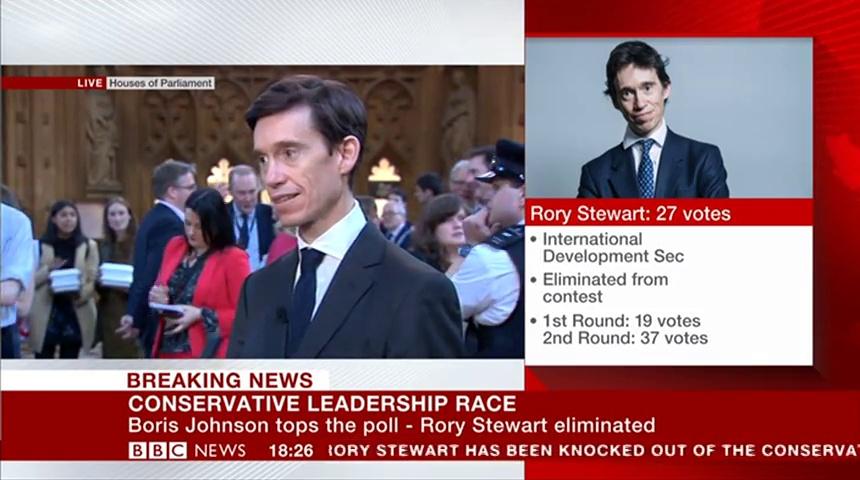 LIVE Houses of Parliament
Rory Stewart: 27 votes
• International
Development Sec
• Eliminated from
contest
• 1st Round: 19 votes
2nd Round: 37 votes
BREAKING NEWS
CONSERVATIVE LEADERSHIP RACE
Boris Johnson tops the poll - Rory Stewart eliminated
BBC NEWS 18:26 RORY STEWART HAS BEEN KNOCKED OUT OF THE CONSERVAT